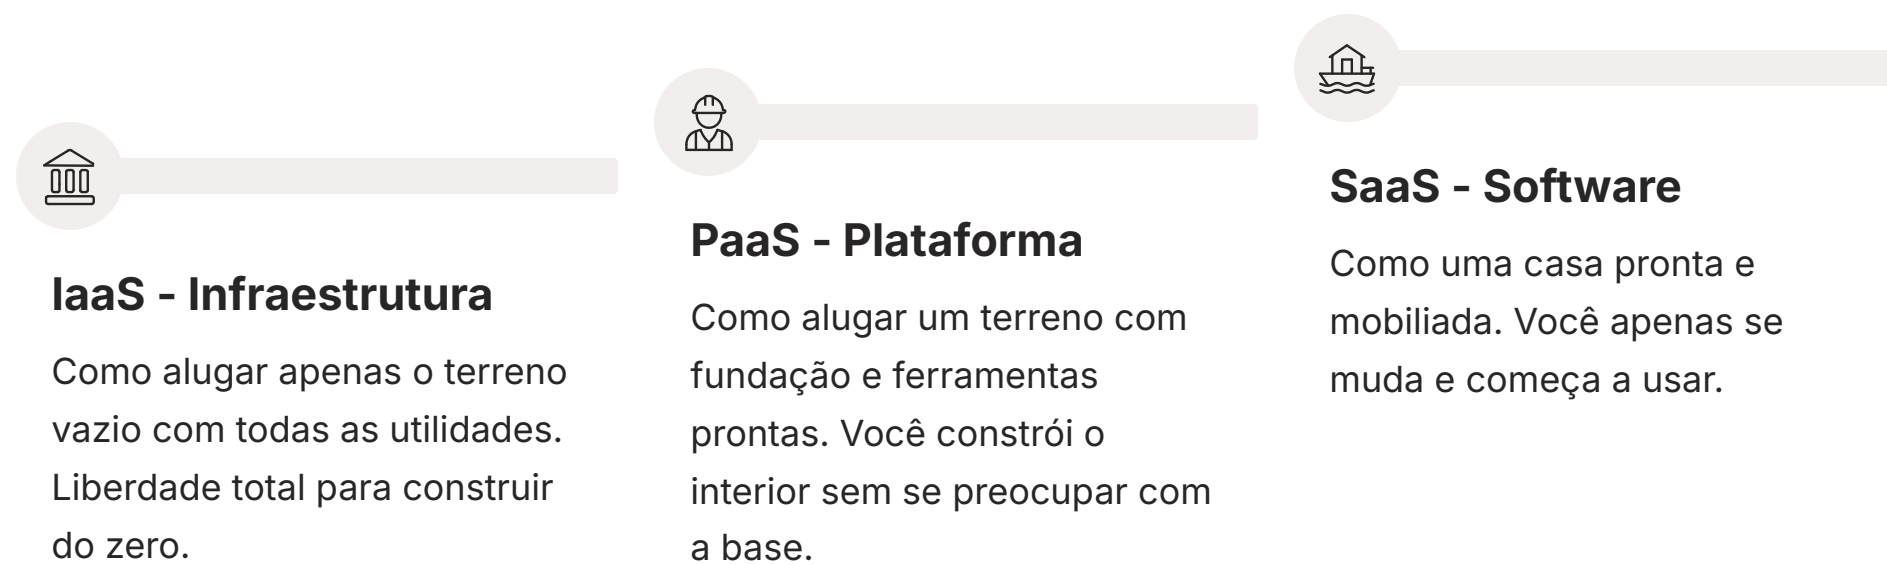 IaaS - Infraestrutura
Como alugar apenas o terreno
vazio com todas as utilidades.
Liberdade total para construir
do zero.
PaaS - Plataforma
Como alugar um terreno com
fundação e ferramentas
prontas. Você constrói o
interior sem se preocupar com
a base.
SaaS - Software
Como uma casa pronta e
mobiliada. Você apenas se
muda e começa a usar.